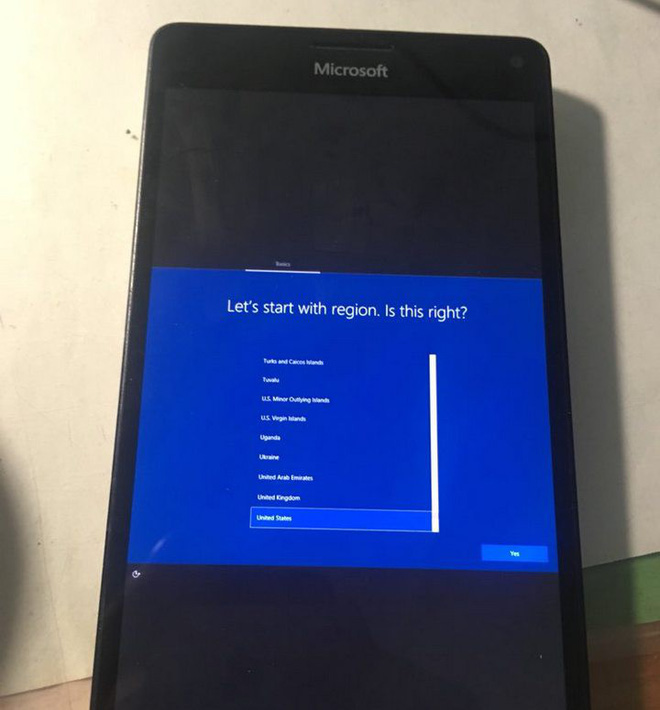 Microsoft
Basics
Let's start with region. Is this right?
Turks and Caicos Islands
Tuvalu
U.S. Minor Outlying Islands
U.S. Virgin Islands
Uganda
Ukraine
United Arab Emirates
United Kingdom
United States
Yes